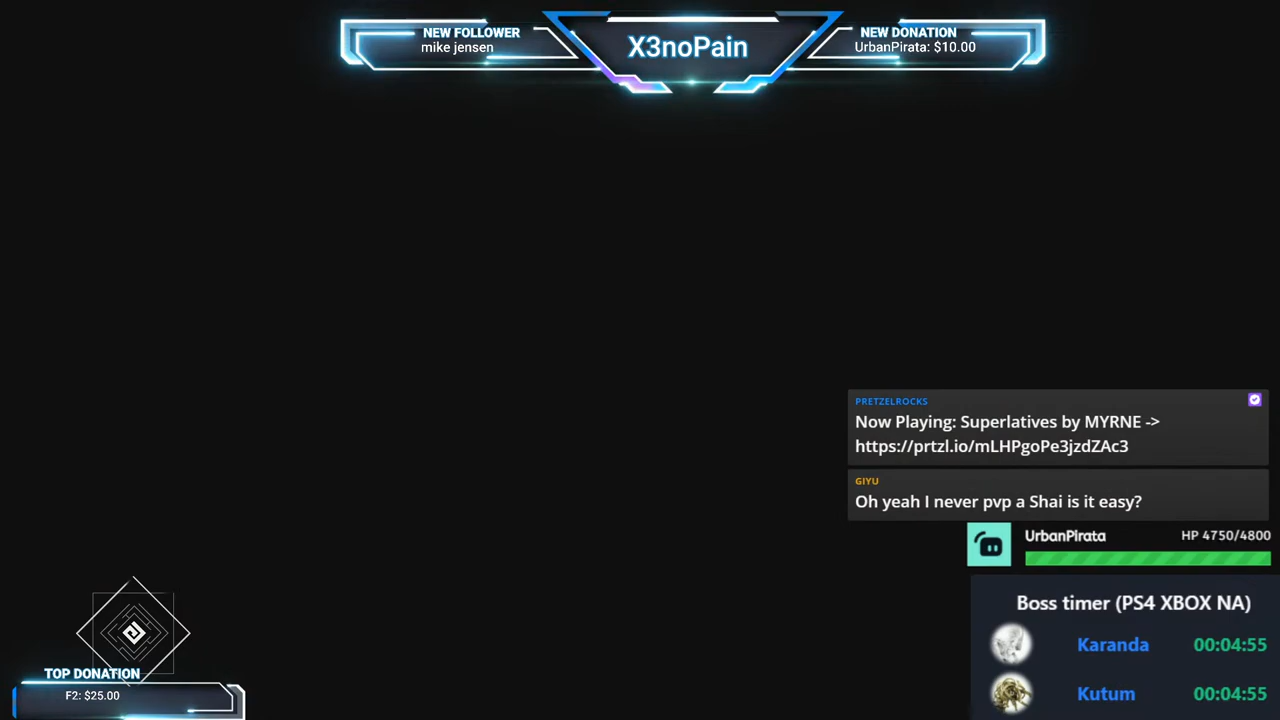 NEW FOLLOWER
mike jensen
X3noPain
NEW DONATION
UrbanPirata: $10.00
PRETZELROCKS
Now Playing: Superlatives by MYRNE ->
https://prtzl.io/mLHPgoPe3jzdZAc3
GIYU
Oh yeah I never pvp a Shai is it easy?
UrbanPirata HP 4750/4800
Boss timer (PS4 XBOX NA)
Karanda 00:04:55
Kutum 00:04:55
TOP DONATION
F2: $25.00